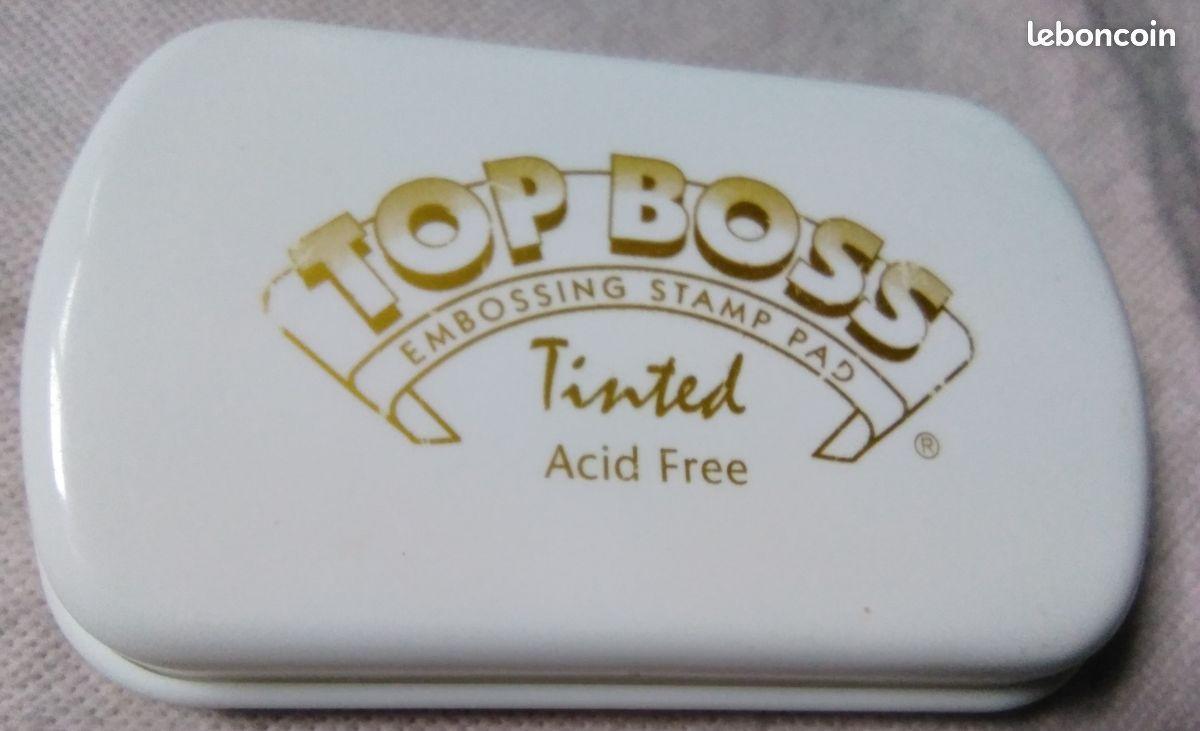 leboncoin
TOP BOSS
EMBOSSING STAMP PAD
®
Tinted
Acid Free